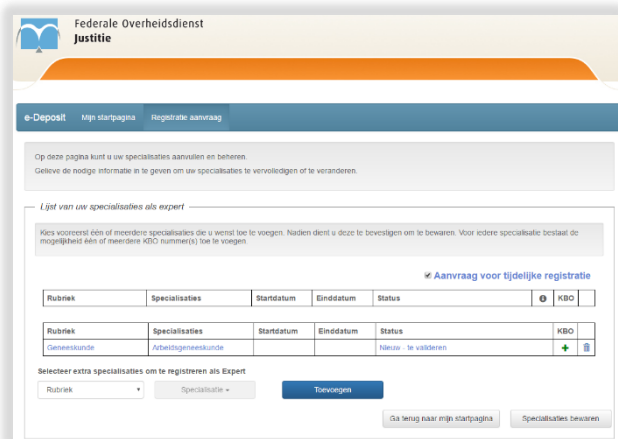 Federale Overheidsdienst
Justitie
e-Deposit Mijn startpagina Registratie aanvraag
Op deze pagina kunt u uw specialisaties aanvullen en beheren.
Gelieve de nodige informatie in te geven om uw specialisaties te vervolledigen of te veranderen.
Lijst van uw specialisaties als expert
Kies vooreerst één of meerdere specialisaties die u wenst toe te voegen. Nadien dient u deze te bevestigen om te bewaren. Voor iedere specialisatie bestaat de
mogelijkheid één of meerdere KBO nummer(s) toe te voegen.
Aanvraag voor tijdelijke registratie
Rubriek Specialisaties Startdatum Einddatum Status KBO
Rubriek Specialisaties Startdatum Einddatum Status KBO
Geneeskunde Arbeidsgeneeskunde Nieuw - te valideren
Selecteer extra specialisaties om te registreren als Expert
Rubriek Specialisatie Toevoegen
Ga terug naar mijn startpagina Specialisaties bewaren